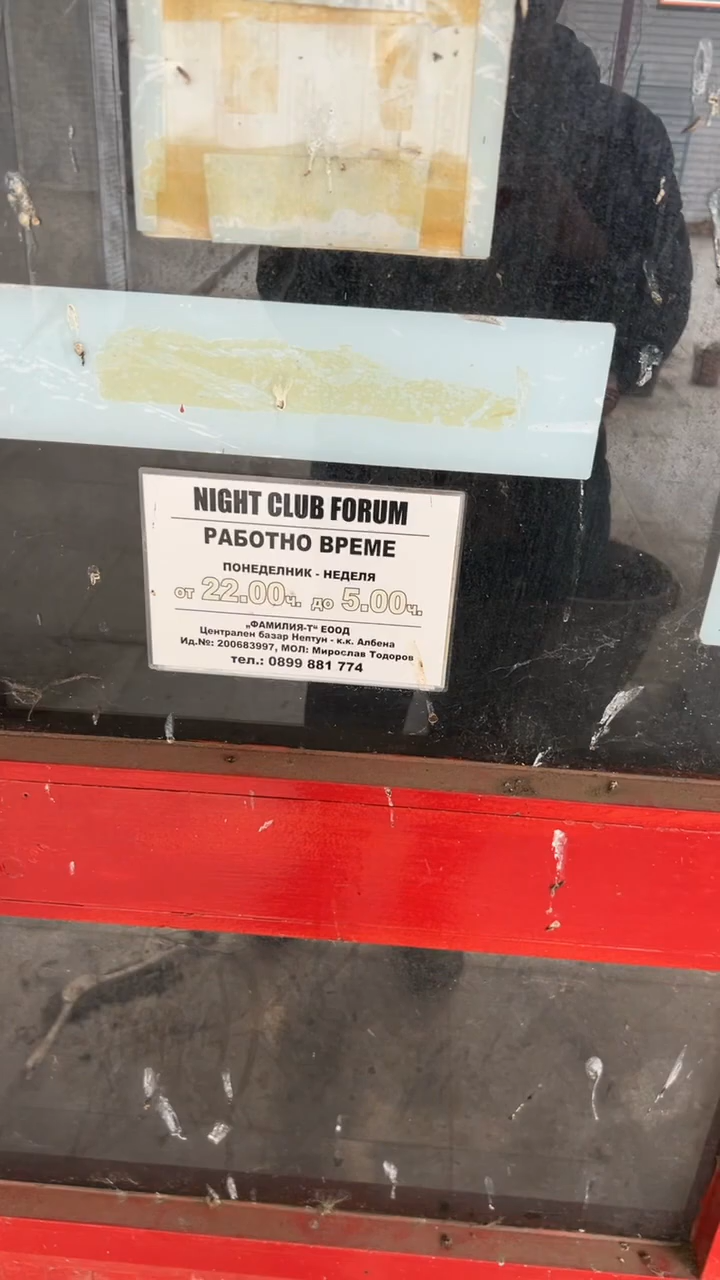 NIGHT CLUB FORUM
РАБОТНО ВРЕМЕ
ПОНЕДЕЛНИК - НЕДЕЛЯ
от 22.00ч. до 5.00ч.
„ФАМИЛИЯ-Т“ ЕООД
Централен базар Нептун - к.к. Албена
Ид.№: 200683997, МОЛ: Мирослав Тодоров
тел.: 0899 881 774